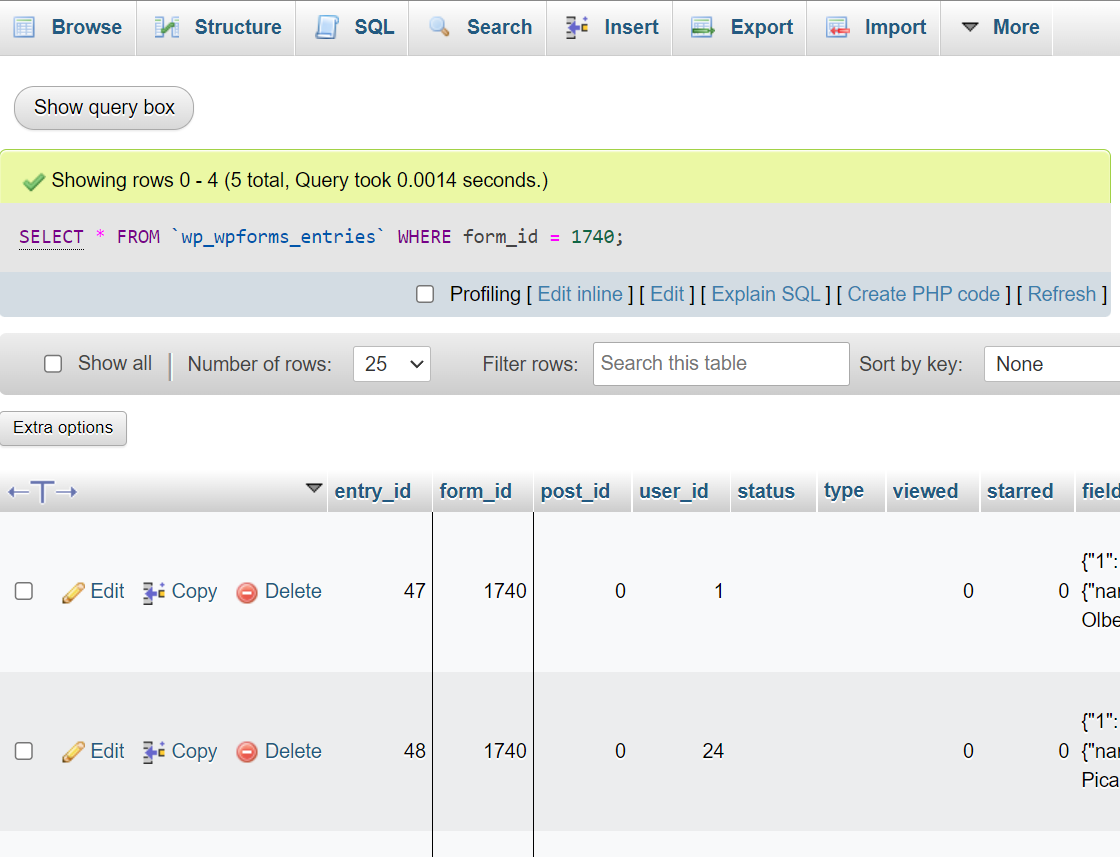 Browse Structure SQL Search Insert Export Import More
Show query box
Showing rows 0 - 4 (5 total, Query took 0.0014 seconds.)
SELECT * FROM `wp_wpforms_entries` WHERE form_id = 1740;
Profiling [ Edit inline ] [ Edit ] [ Explain SQL ] [ Create PHP code ] [ Refresh ]
Show all Number of rows: 25 Filter rows: Search this table Sort by key: None
Extra options
←T→ entry_id form_id post_id user_id status type viewed starred field
{"1":
Edit Copy Delete 47 1740 0 1 0 0 {"nar
Olbe
{"1":
Edit Copy Delete 48 1740 0 24 0 0 {"nar
Pica